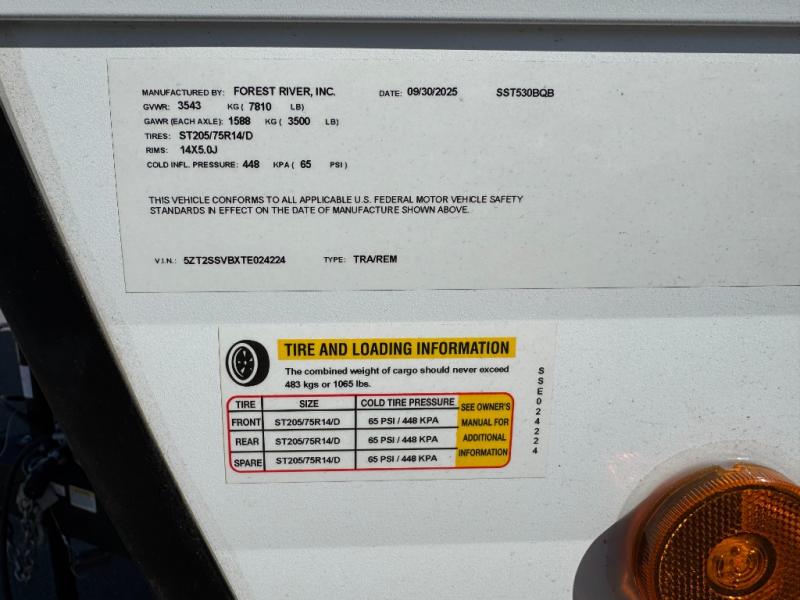 MANUFACTURED BY: FOREST RIVER, INC. DATE: 09/30/2025 SST530BQB
GVWR: 3543 KG ( 7810 LB)
GAWR (EACH AXLE): 1588 KG ( 3500 LB)
TIRES: ST205/75R14/D
RIMS: 14X5.0J
COLD INFL. PRESSURE: 448 KPA ( 65 PSI)
THIS VEHICLE CONFORMS TO ALL APPLICABLE U.S. FEDERAL MOTOR VEHICLE SAFETY
STANDARDS IN EFFECT ON THE DATE OF MANUFACTURE SHOWN ABOVE.
V.I.N.: 5ZT2SSVBXTE024224 TYPE: TRA/REM
TIRE AND LOADING INFORMATION
The combined weight of cargo should never exceed
483 kgs or 1065 lbs.
TIRE SIZE COLD TIRE PRESSURE
FRONT ST205/75R14/D 65 PSI / 448 KPA
REAR ST205/75R14/D 65 PSI / 448 KPA
SPARE ST205/75R14/D 65 PSI / 448 KPA
SEE OWNER'S
MANUAL FOR
ADDITIONAL
INFORMATION
SSE024224